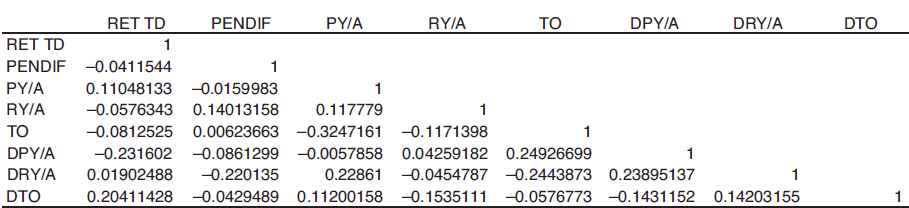 RET TD PENDIF PY/A RY/A TO DPY/A DRY/A DTO
RET TD 1
PENDIF –0.0411544 1
PY/A 0.11048133 –0.0159983 1
RY/A –0.0576343 0.14013158 0.117779 1
TO –0.0812525 0.00623663 –0.3247161 –0.1171398 1
DPY/A –0.231602 –0.0861299 –0.0057858 0.04259182 0.24926699 1
DRY/A 0.01902488 –0.220135 0.22861 –0.0454787 –0.2443873 0.23895137 1
DTO 0.20411428 –0.0429489 0.11200158 –0.1535111 –0.0576773 –0.1431152 0.14203155 1